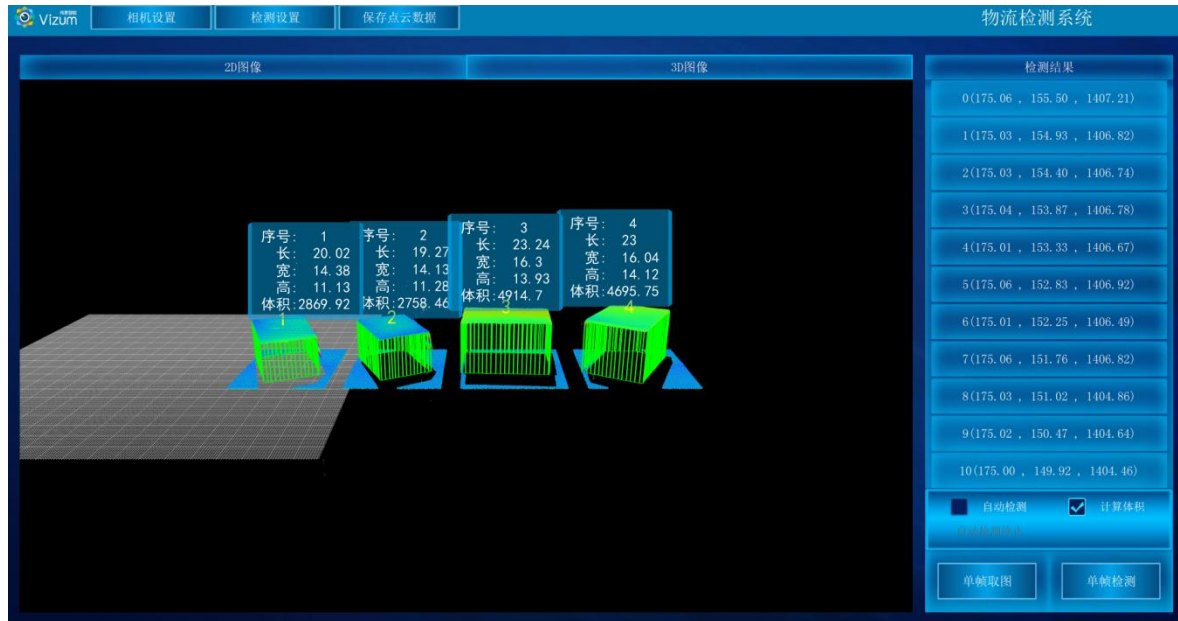 Vizum 相机设置 检测设置 保存点云数据 物流检测系统
2D图像 3D图像 检测结果
0(175.06 , 155.50 , 1407.21)
1(175.03 , 154.93 , 1406.82)
2(175.03 , 154.40 , 1406.74)
3(175.04 , 153.87 , 1406.78)
4(175.01 , 153.33 , 1406.67)
5(175.06 , 152.83 , 1406.92)
6(175.01 , 152.25 , 1406.49)
7(175.06 , 151.76 , 1406.82)
8(175.03 , 151.02 , 1404.86)
9(175.02 , 150.47 , 1404.64)
10(175.00 , 149.92 , 1404.46)
序号: 1
长: 20.02
宽: 14.38
高: 11.13
体积:2869.92
1
序号: 2
长: 19.27
宽: 14.13
高: 11.28
体积:2758.46
2
序号: 3
长: 23.24
宽: 16.3
高: 13.93
体积:4914.7
3
序号: 4
长: 23
宽: 16.04
高: 14.12
体积:4695.75
4
自动检测 计算体积
单帧取图 单帧检测